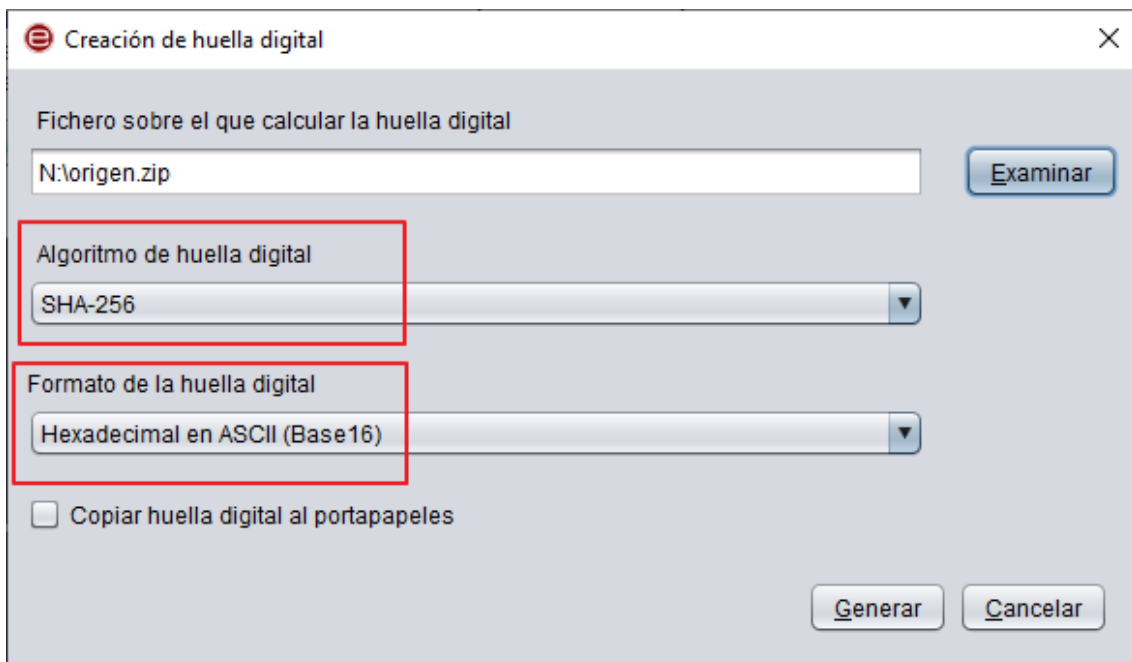 Creación de huella digital
Fichero sobre el que calcular la huella digital
N:\origen.zip
Examinar
Algoritmo de huella digital
SHA-256
Formato de la huella digital
Hexadecimal en ASCII (Base16)
Copiar huella digital al portapapeles
Generar
Cancelar